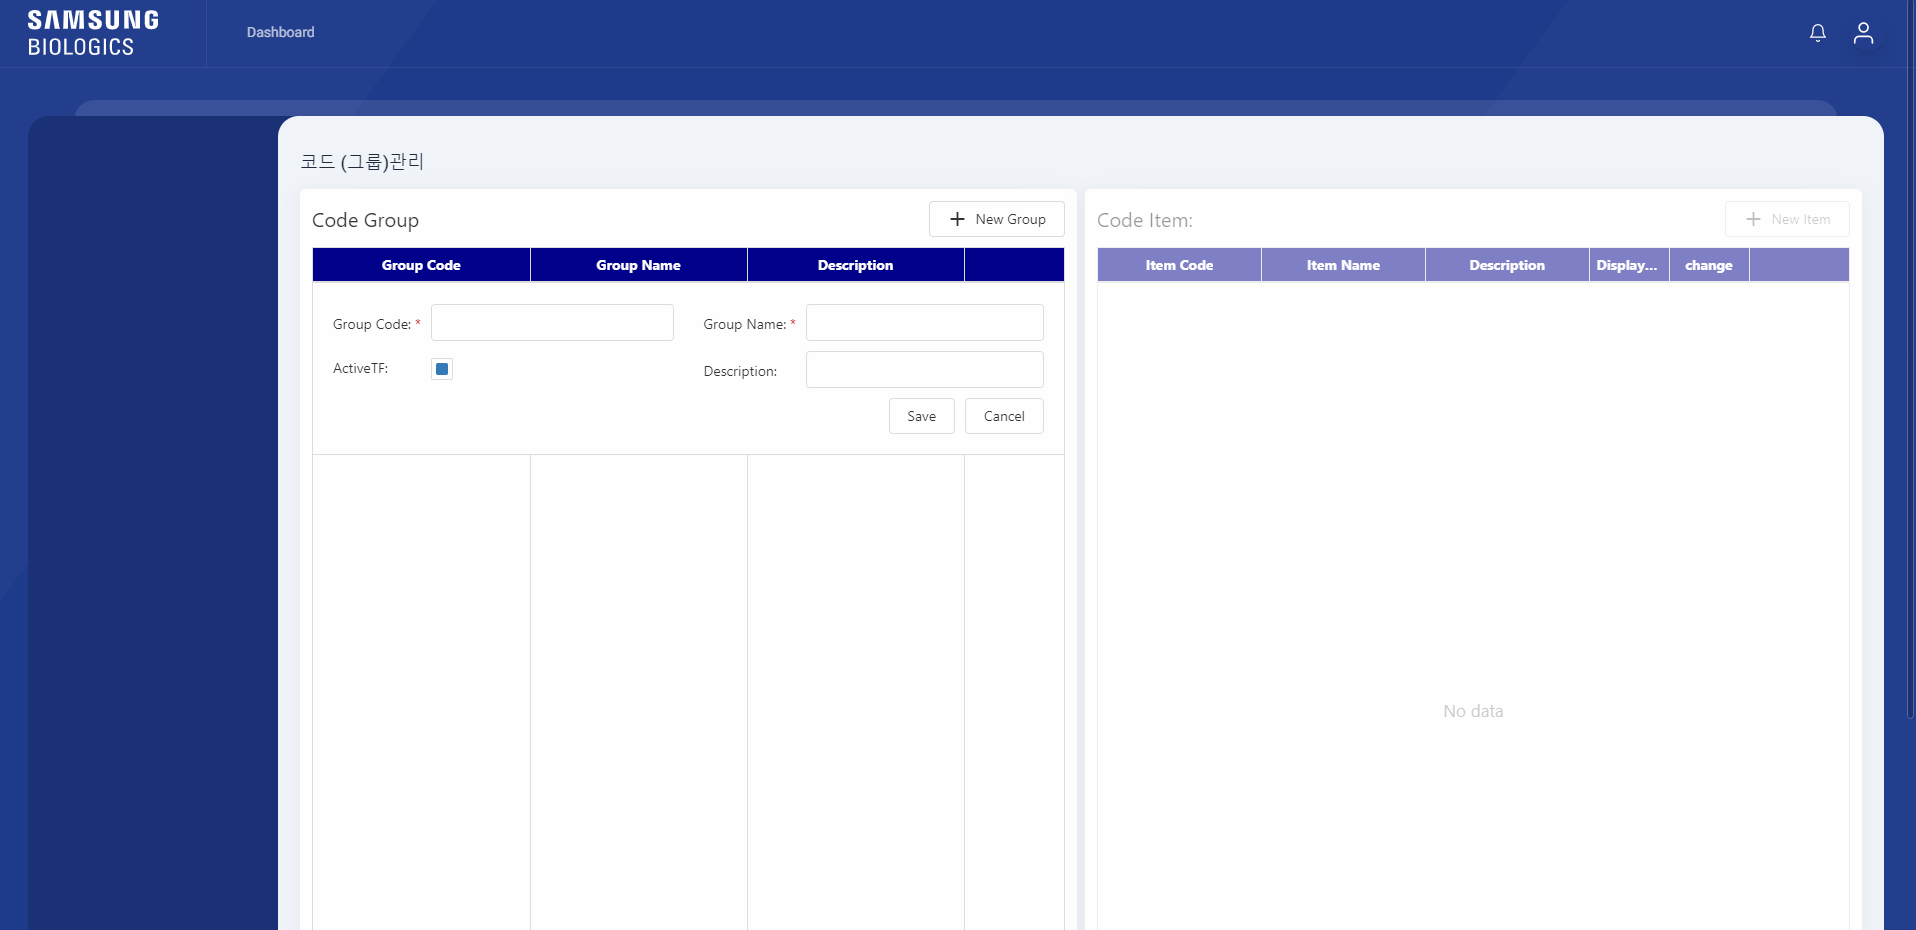 SAMSUNG
BIOLOGICS
Dashboard
코드 (그룹)관리
Code Group
New Group
Group Code
Group Name
Description
Group Code: *
Group Name: *
ActiveTF:
Description:
Save
Cancel
Code Item:
New Item
Item Code
Item Name
Description
Display...
change
No data